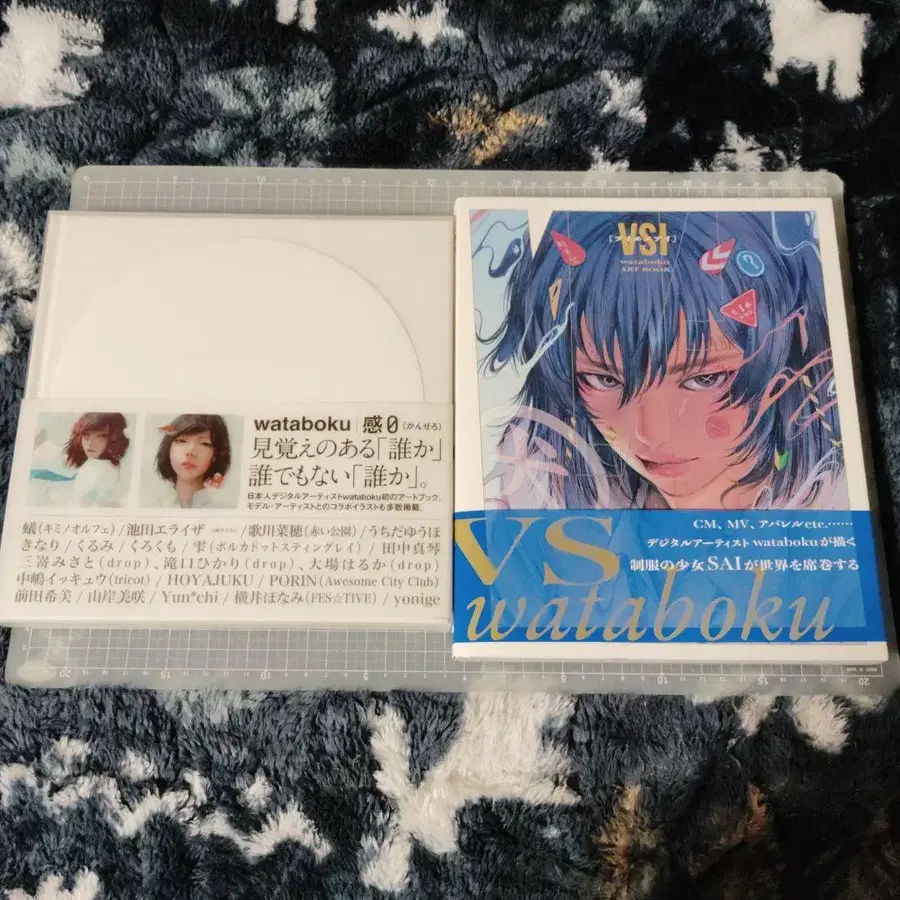 wataboku 感0 (かんぜろ)
見覚えのある「誰か」
誰でもない「誰か」。
日本人デジタルアーティストwataboku初のアートブック。
モデル・アーティストとのコラボイラストも多数掲載。
蟻(キミノオルフェ)/池田エライザ /歌川菜穂(赤い公園)/うちだゆうほ
きなり/くるみ/くろくも/雫(ポルカドットスティングレイ)/田中真琴
三嵜みさと(drop)、滝口ひかり(drop)、大場はるか(drop)
中嶋イッキュウ(tricot)/HOYAJUKU/PORIN(Awesome City Club)
前田希美/山岸美咲/Yun*chi/横井ほなみ(FES☆TIVE)/yonige
VSI
[ブイエスアイ]
wataboku
ART BOOK
CM、MV、アパレルetc.……
デジタルアーティスト watabokuが描く
制服の少女SAIが世界を席巻する
VS
wataboku